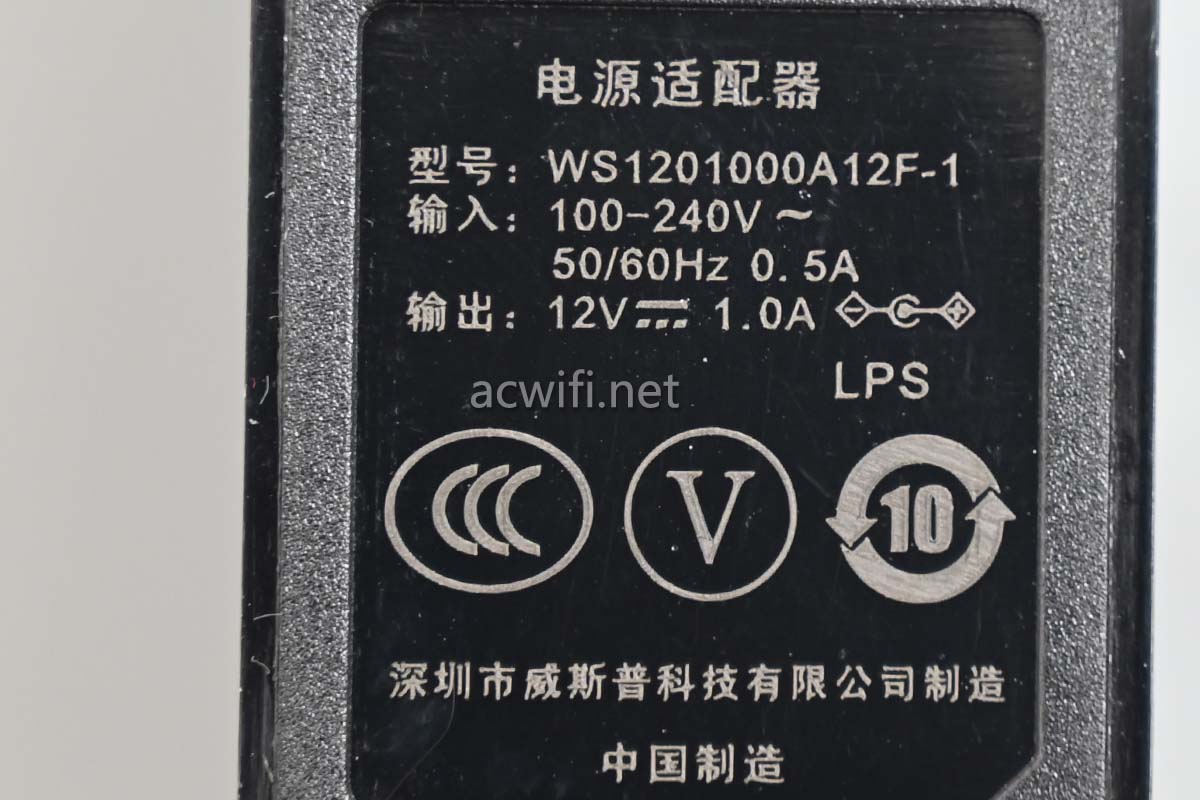 电源适配器
型号：WS1201000A12F-1
输入：100-240V～
50/60Hz 0.5A
输出：12V⎓1.0A
LPS
acwifi.net
CCC
V
10
深圳市威斯普科技有限公司制造
中国制造